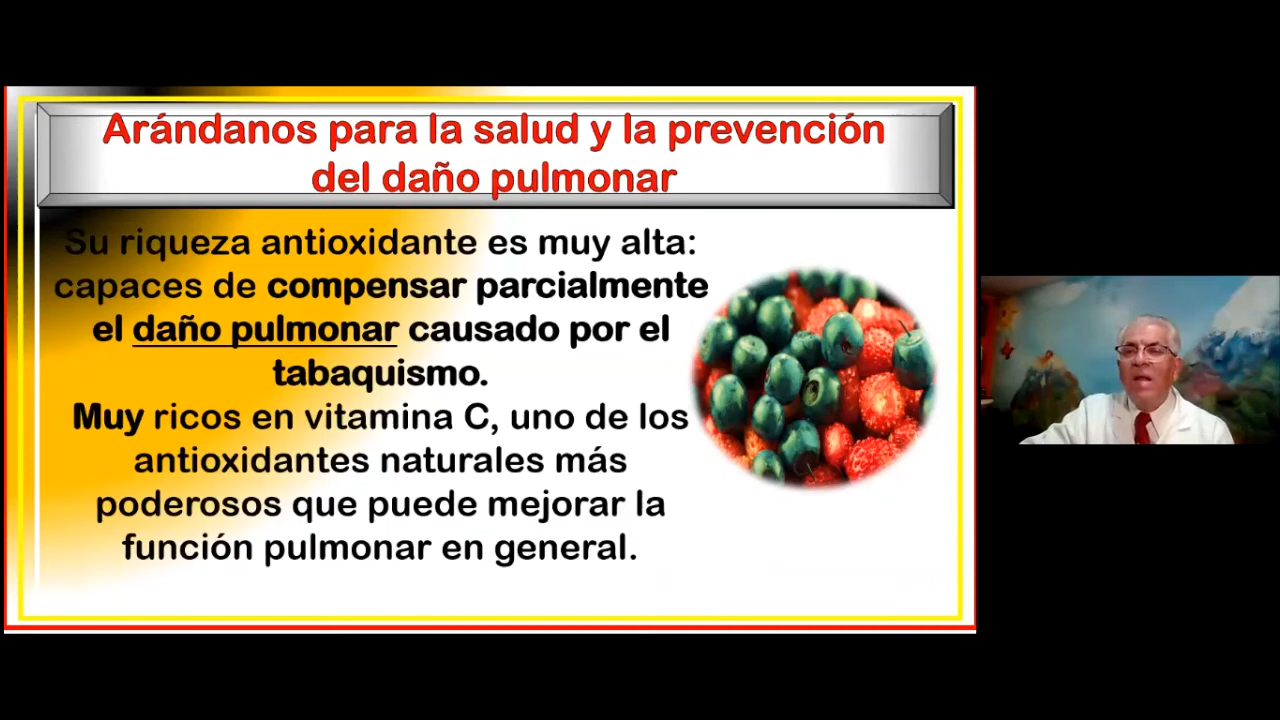 Arándanos para la salud y la prevención
del daño pulmonar
Su riqueza antioxidante es muy alta:
capaces de compensar parcialmente
el daño pulmonar causado por el
tabaquismo.
Muy ricos en vitamina C, uno de los
antioxidantes naturales más
poderosos que puede mejorar la
función pulmonar en general.